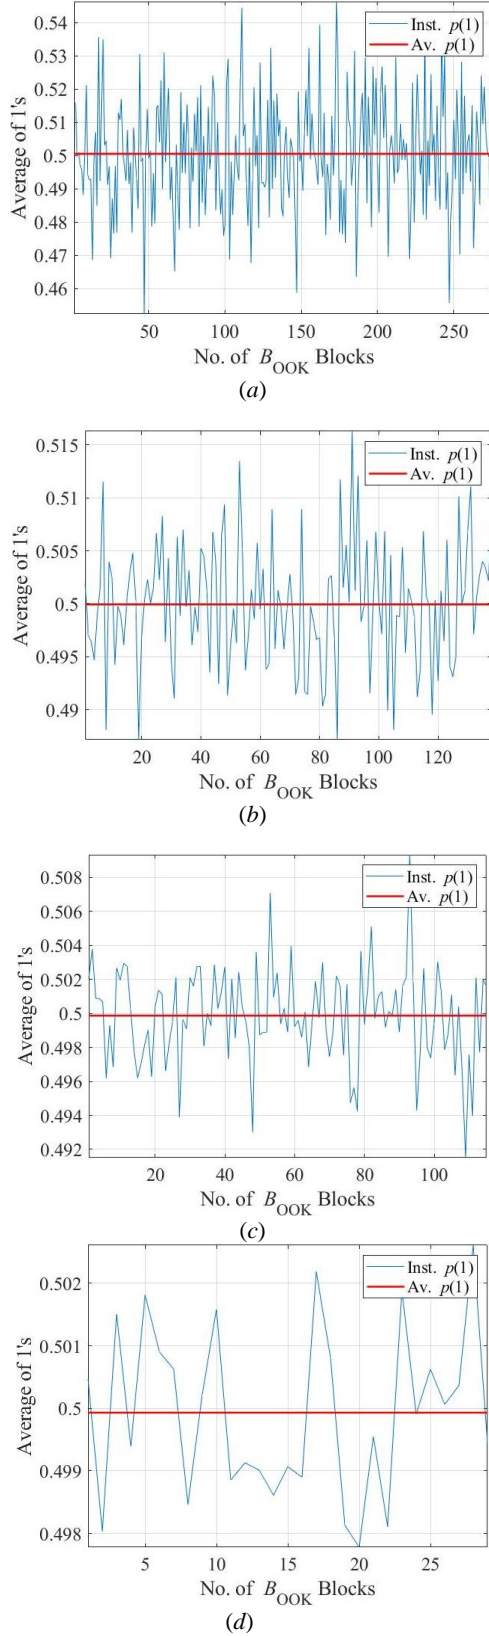 0.54
0.53
0.52
0.51
0.5
0.49
0.48
0.47
0.46
Average of 1's
Inst. p(1)
Av. p(1)
50 100 150 200 250
No. of B_OOK Blocks
(a)
0.515
0.51
0.505
0.5
0.495
0.49
Average of 1's
Inst. p(1)
Av. p(1)
20 40 60 80 100 120
No. of B_OOK Blocks
(b)
0.508
0.506
0.504
0.502
0.5
0.498
0.496
0.494
0.492
Average of 1's
Inst. p(1)
Av. p(1)
20 40 60 80 100
No. of B_OOK Blocks
(c)
0.502
0.501
0.5
0.499
0.498
Average of 1's
Inst. p(1)
Av. p(1)
5 10 15 20 25
No. of B_OOK Blocks
(d)